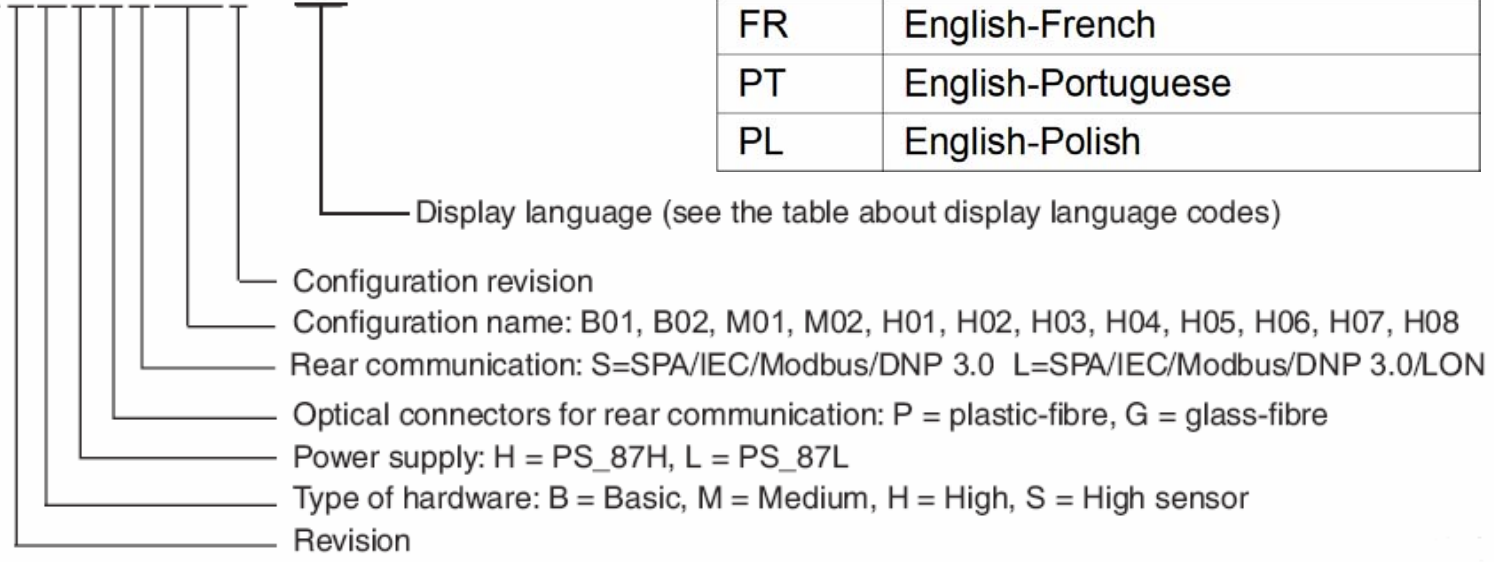 FR English-French
PT English-Portuguese
PL English-Polish
Display language (see the table about display language codes)
Configuration revision
Configuration name: B01, B02, M01, M02, H01, H02, H03, H04, H05, H06, H07, H08
Rear communication: S=SPA/IEC/Modbus/DNP 3.0 L=SPA/IEC/Modbus/DNP 3.0/LON
Optical connectors for rear communication: P = plastic-fibre, G = glass-fibre
Power supply: H = PS_87H, L = PS_87L
Type of hardware: B = Basic, M = Medium, H = High, S = High sensor
Revision